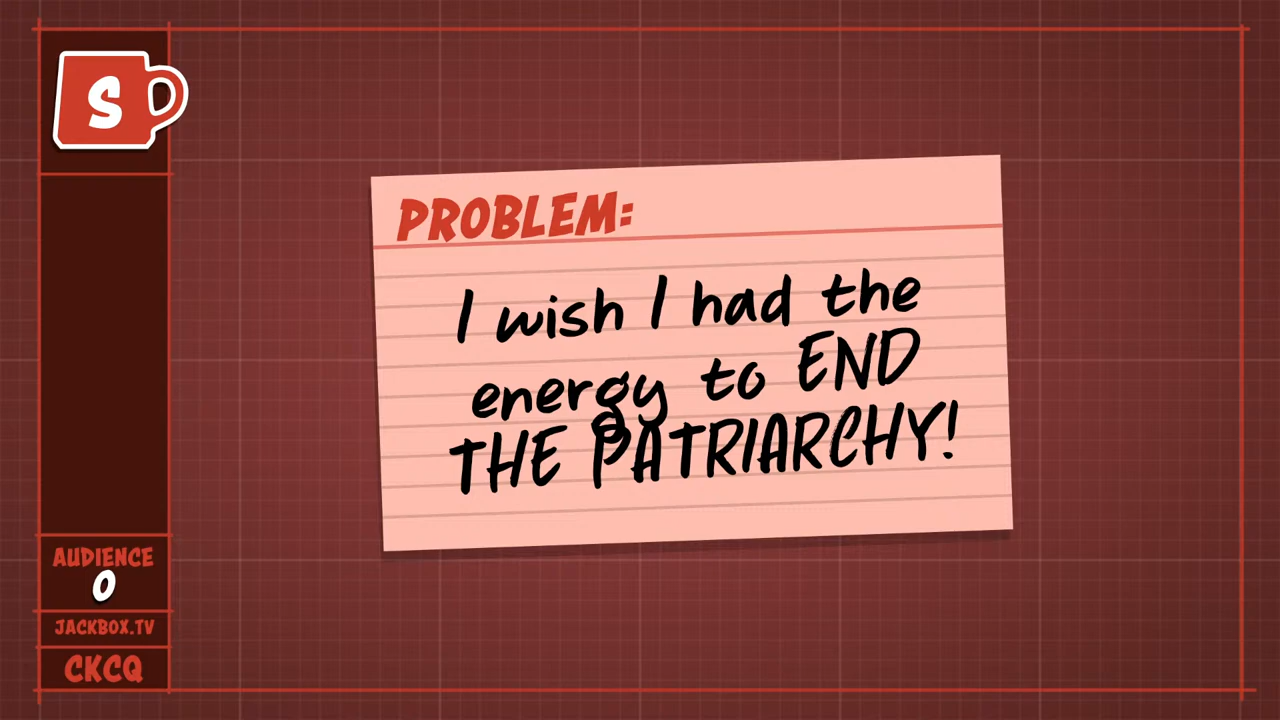 S
PROBLEM:
I wish I had the
energy to END
THE PATRIARCHY!
AUDIENCE
0
JACKBOX.TV
CKCQ